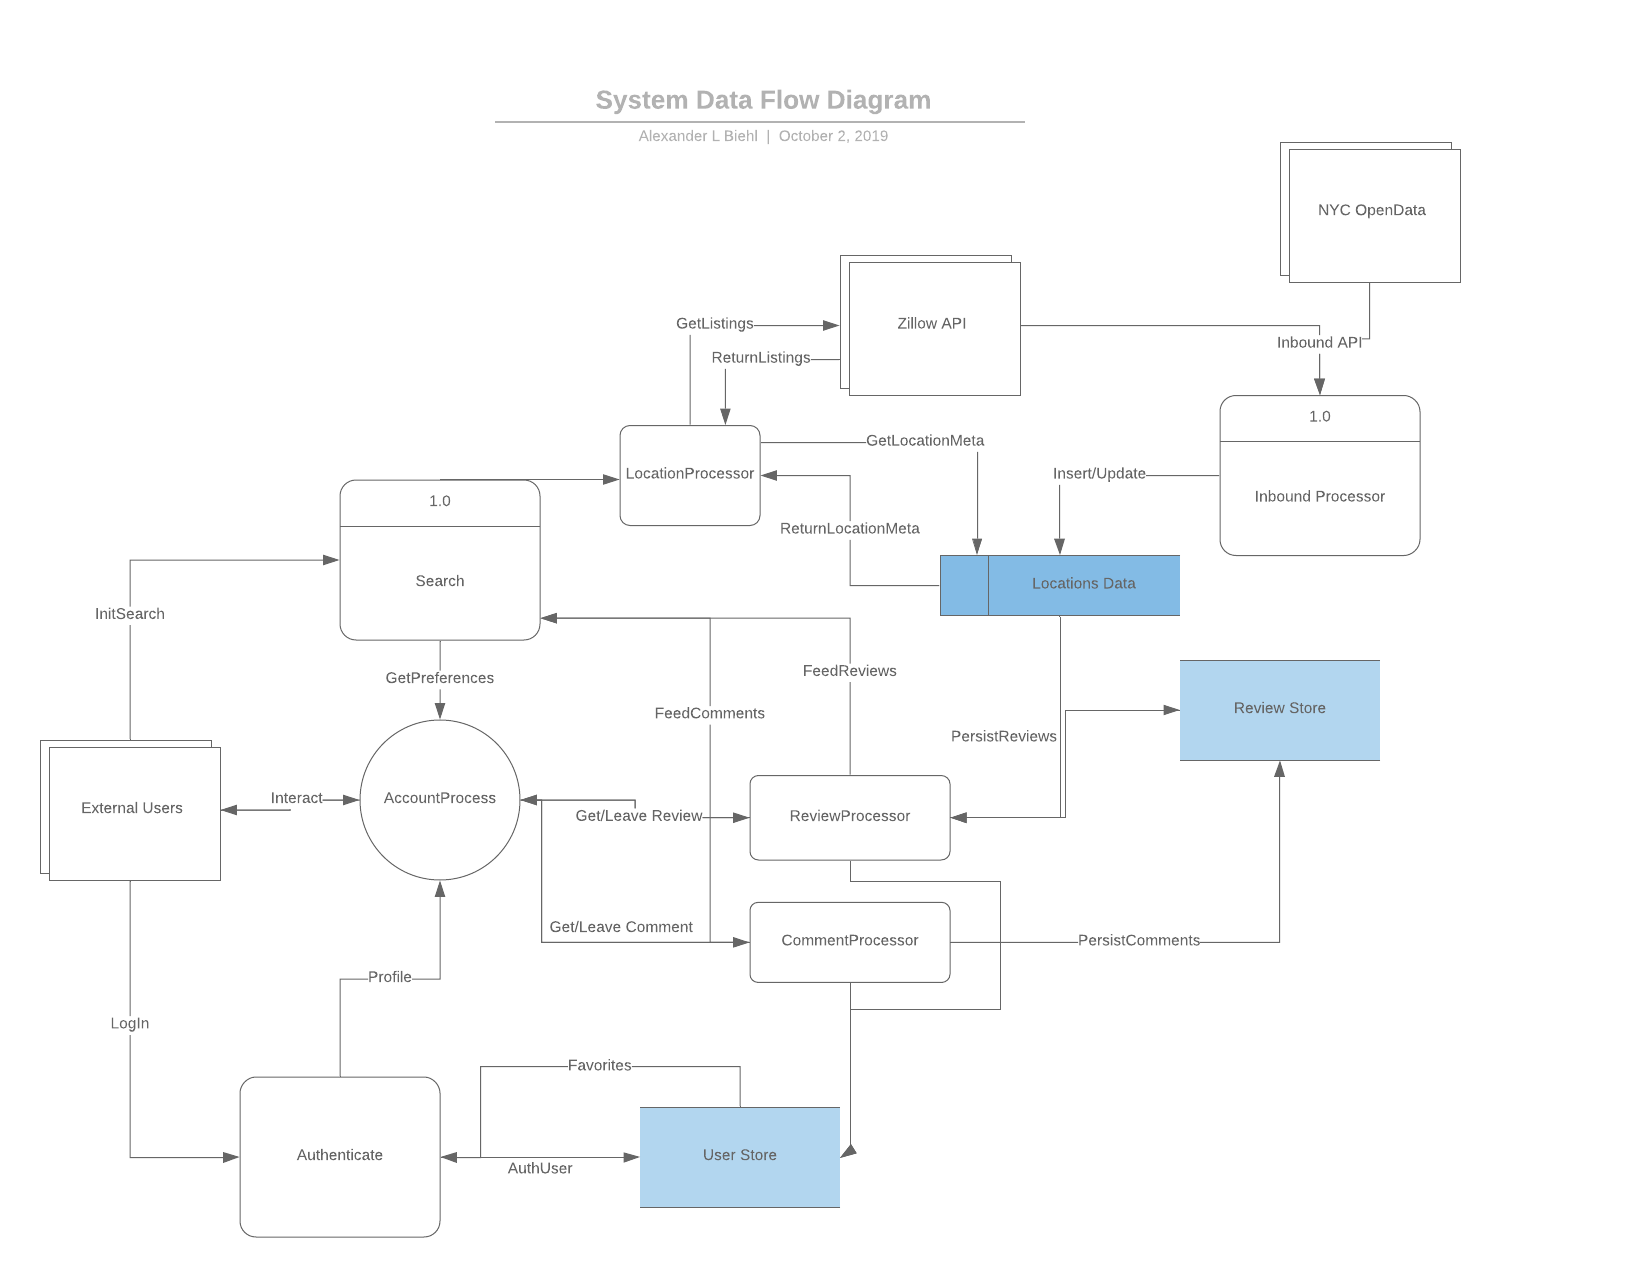 System Data Flow Diagram
Alexander L Biehl | October 2, 2019
NYC OpenData
Zillow API
GetListings
Inbound API
ReturnListings
1.0
GetLocationMeta
LocationProcessor
Insert/Update
Inbound Processor
1.0
ReturnLocationMeta
Search
Locations Data
InitSearch
FeedReviews
GetPreferences
Review Store
FeedComments
PersistReviews
External Users
Interact
AccountProcess
Get/Leave Review
ReviewProcessor
Get/Leave Comment
CommentProcessor
PersistComments
Profile
LogIn
Favorites
Authenticate
AuthUser
User Store